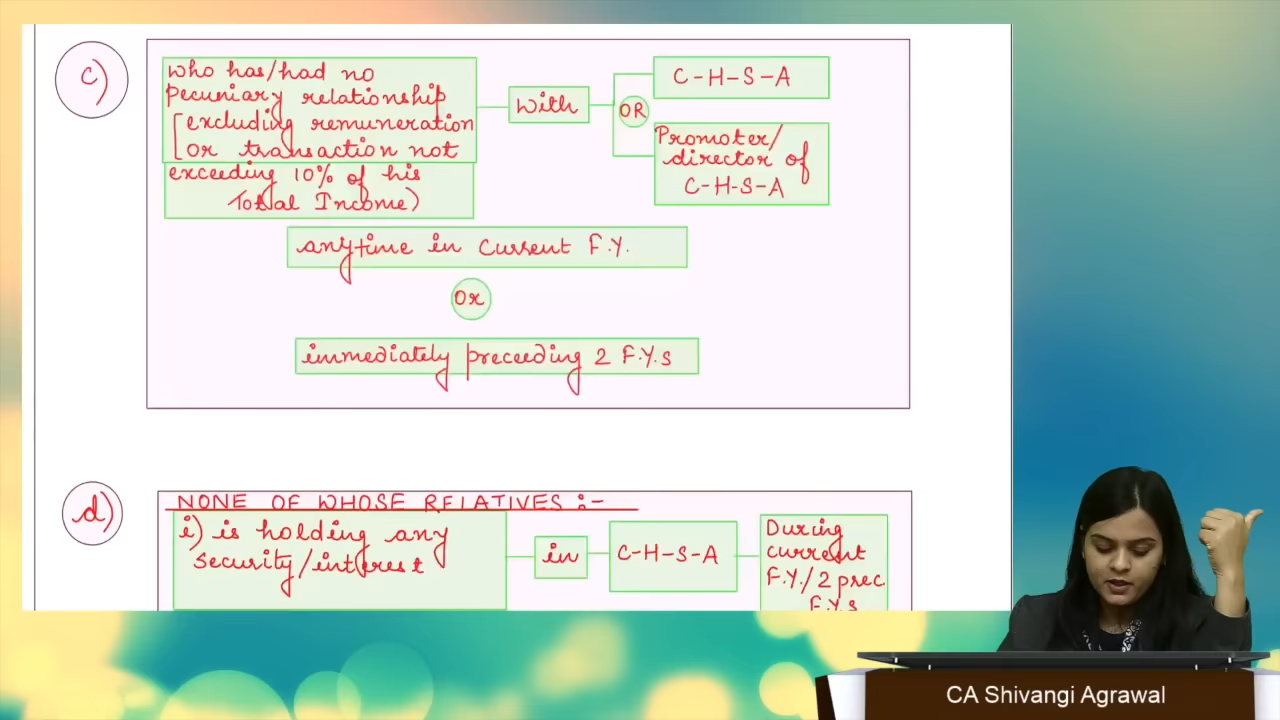 c)
who has/had no
pecuniary relationship
[excluding remuneration
or transaction not
exceeding 10% of his
Total Income)
with
C-H-S-A
OR
Promoter/
director of
C-H-S-A
anytime in current F.Y.
OR
immediately preceeding 2 F.Y.s
d)
NONE OF WHOSE RELATIVES :-
i) is holding any
security/interest
in
C-H-S-A
During
current
F.Y./2 prec
F.Y.s
CA Shivangi Agrawal